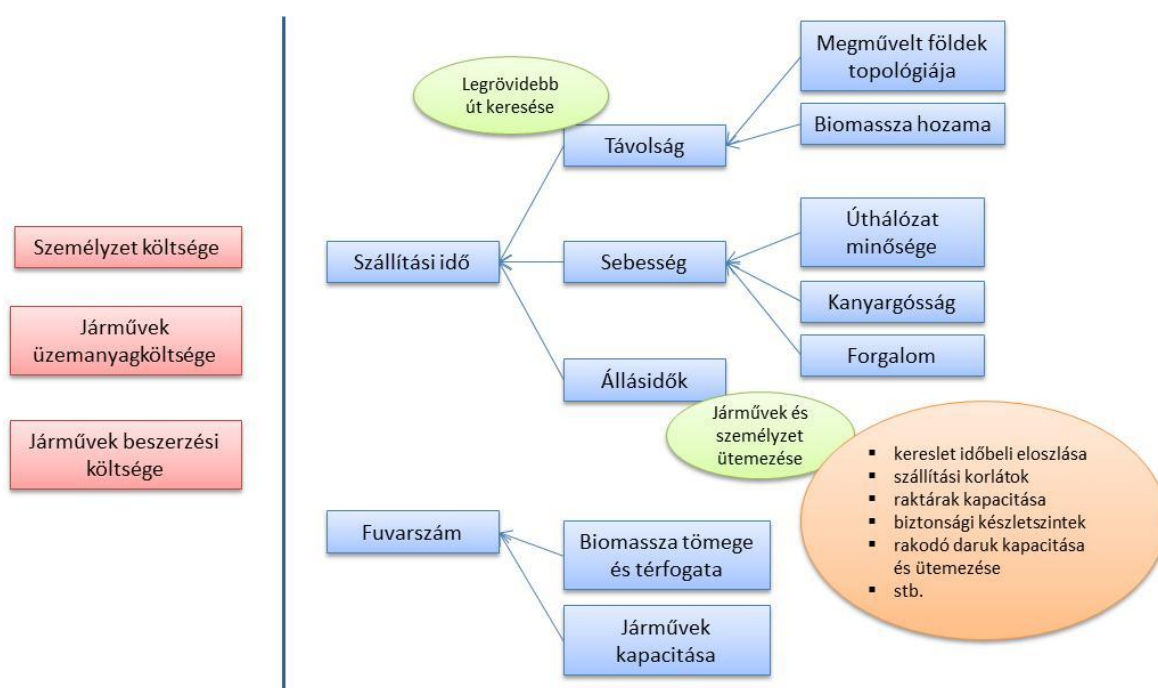 Személyzet költsége
Járművek
üzemanyagköltsége
Járművek beszerzési
költsége
Szállítási idő
Fuvarszám
Legrövidebb
út keresése
Távolság
Sebesség
Állásidők
Járművek és
személyzet
ütemezése
Biomassza tömege
és térfogata
Járművek
kapacitása
Megművelt földek
topológiája
Biomassza hozama
Úthálózat
minősége
Kanyargósság
Forgalom
▪ kereslet időbeli eloszlása
▪ szállítási korlátok
▪ raktárak kapacitása
▪ biztonsági készletszintek
▪ rakodó daruk kapacitása
és ütemezése
▪ stb.